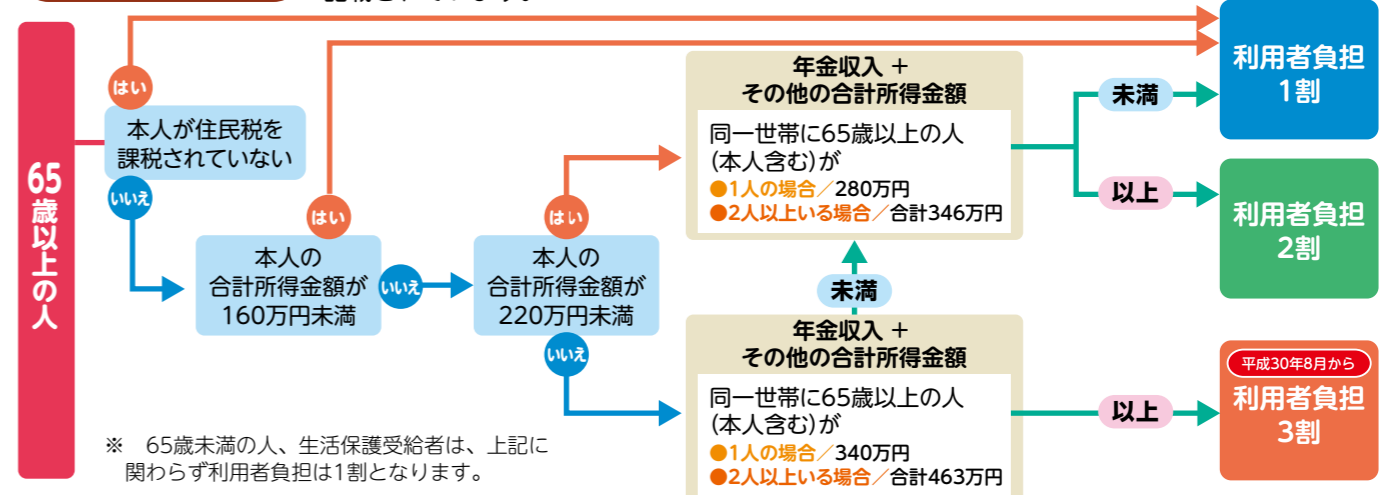 65歳以上の人
はい
本人が住民税を
課税されていない
いいえ
はい
本人の
合計所得金額が
160万円未満
いいえ
はい
本人の
合計所得金額が
220万円未満
いいえ
年金収入 +
その他の合計所得金額
同一世帯に65歳以上の人
(本人含む)が
●1人の場合/280万円
●2人以上いる場合/合計346万円
未満
以上
未満
年金収入 +
その他の合計所得金額
同一世帯に65歳以上の人
(本人含む)が
●1人の場合/340万円
●2人以上いる場合/合計463万円
以上
利用者負担
1割
利用者負担
2割
平成30年8月から
利用者負担
3割
※ 65歳未満の人、生活保護受給者は、上記に
関わらず利用者負担は1割となります。